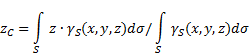 z_C = ∫_S z · γ_S(x, y, z)dσ / ∫_S γ_S(x, y, z)dσ